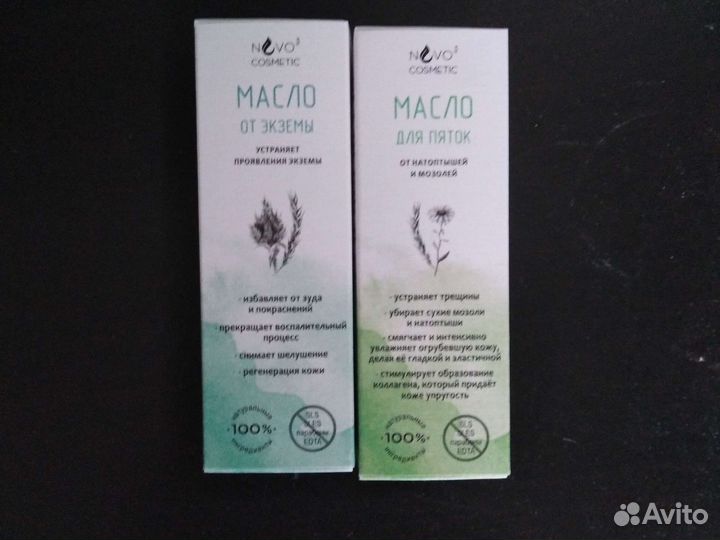 NOVO³
COSMETIC
МАСЛО
ОТ ЭКЗЕМЫ
УСТРАНЯЕТ
ПРОЯВЛЕНИЯ ЭКЗЕМЫ
- избавляет от зуда
и покраснений
- прекращает воспалительный
процесс
- снимает шелушение
- регенерация кожи
натуральные
· 100% ·
ингредиенты
SLS
SLES
парабены
EDTA
NOVO³
COSMETIC
МАСЛО
ДЛЯ ПЯТОК
ОТ НАТОПТЫШЕЙ
И МОЗОЛЕЙ
- устраняет трещины
- убирает сухие мозоли
и натоптыши
- смягчает и интенсивно
увлажняет огрубевшую кожу,
делая её гладкой и эластичной
- стимулирует образование
коллагена, который придаёт
коже упругость
натуральные
· 100% ·
ингредиенты
SLS
SLES
парабены
EDTA
Avito